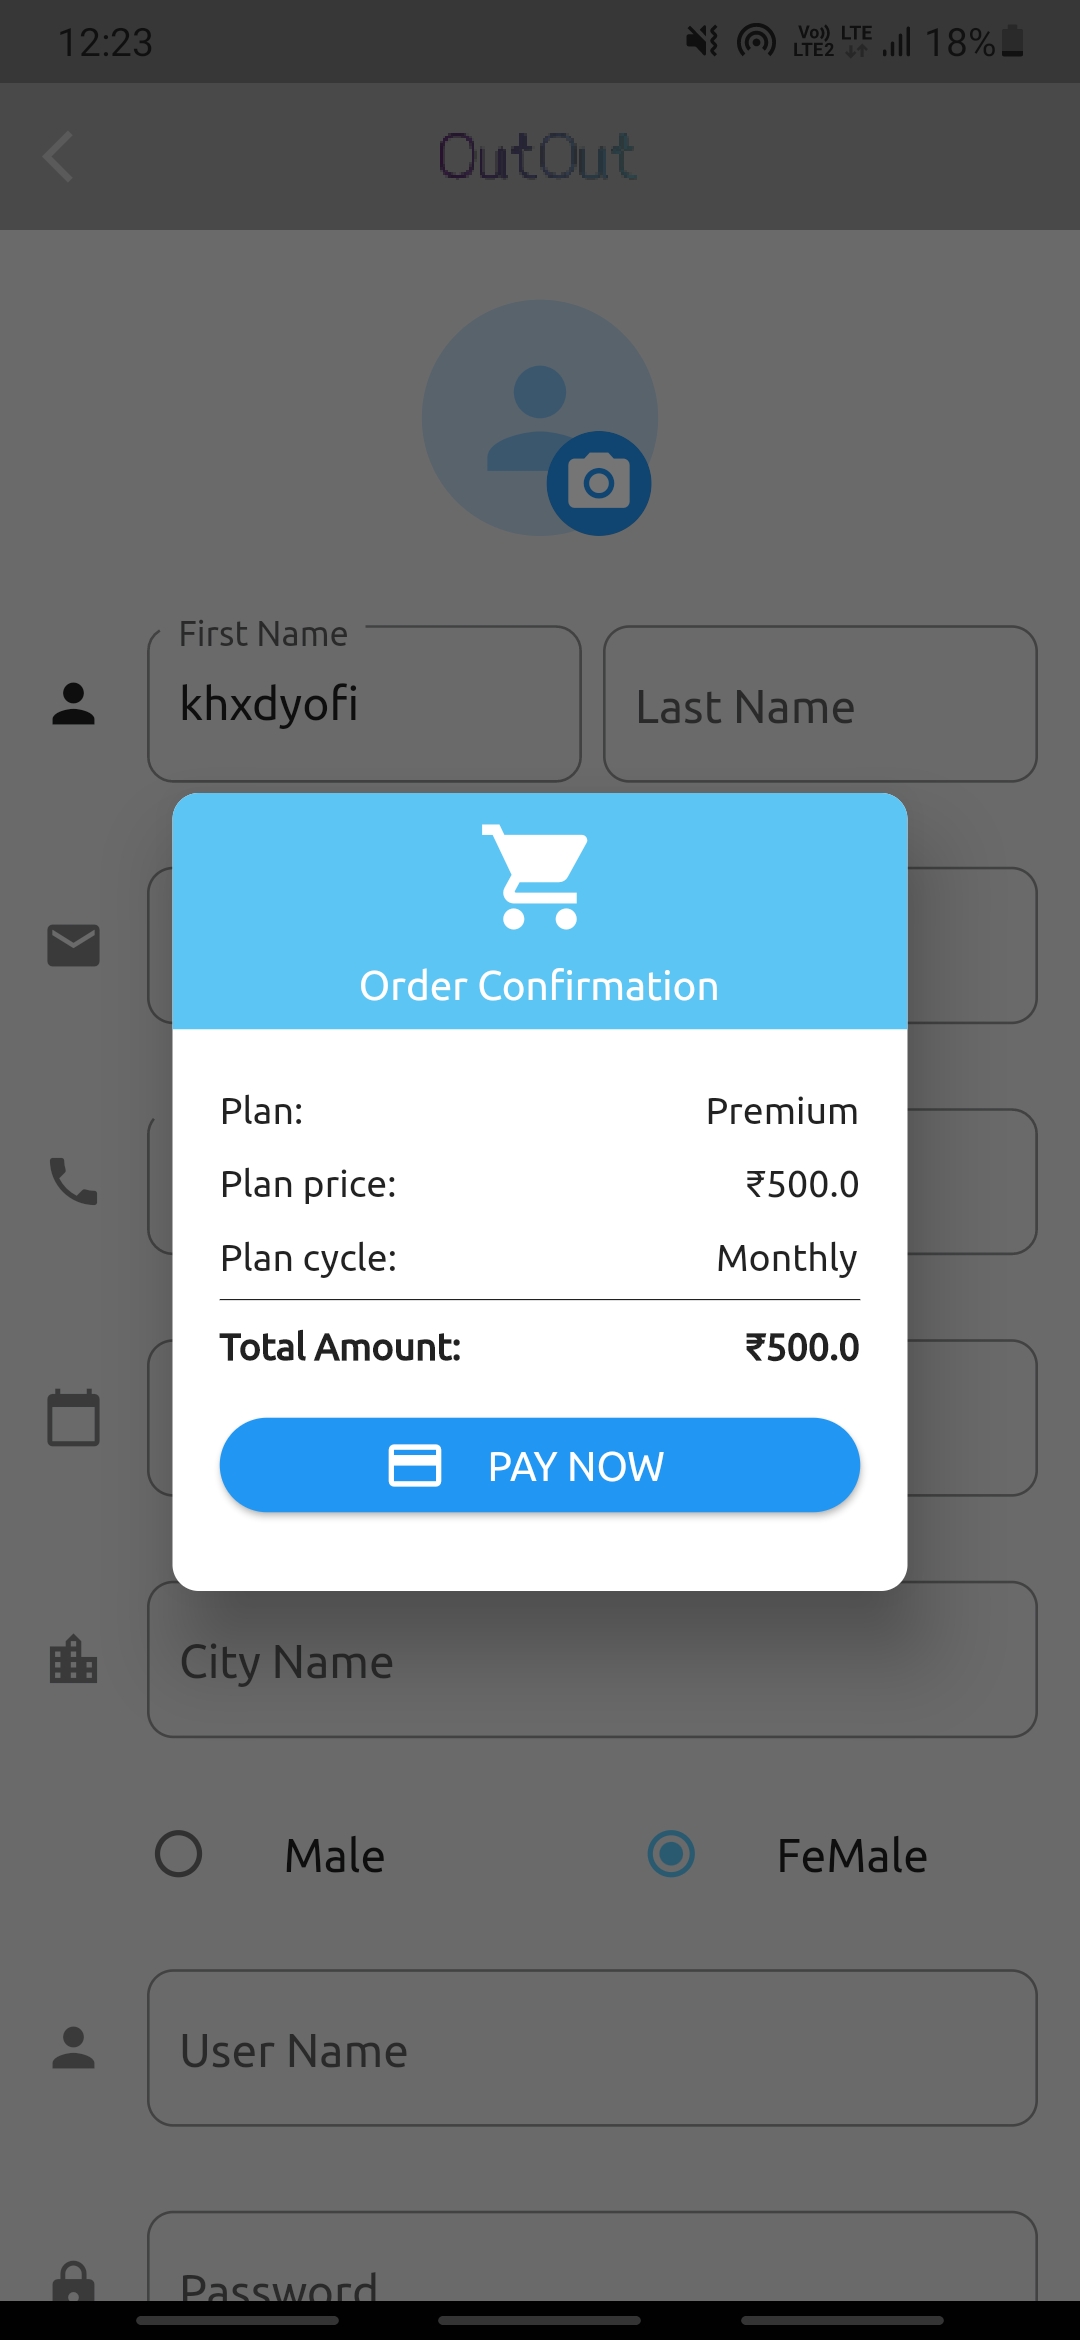 12:23 Vo)) LTE2 LTE 18%
OutOut
First Name
khxdyofi
Last Name
Order Confirmation
Plan: Premium
Plan price: ₹500.0
Plan cycle: Monthly
Total Amount: ₹500.0
PAY NOW
City Name
Male FeMale
User Name
Password